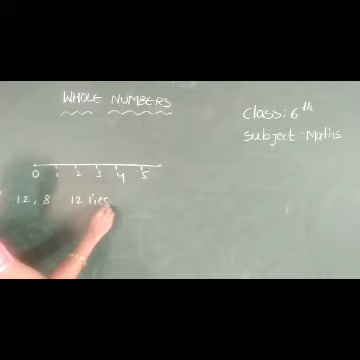 WHOLE NUMBERS
Class: 6th
Subject: Maths
0 1 2 3 4 5
12, 8 12 lies